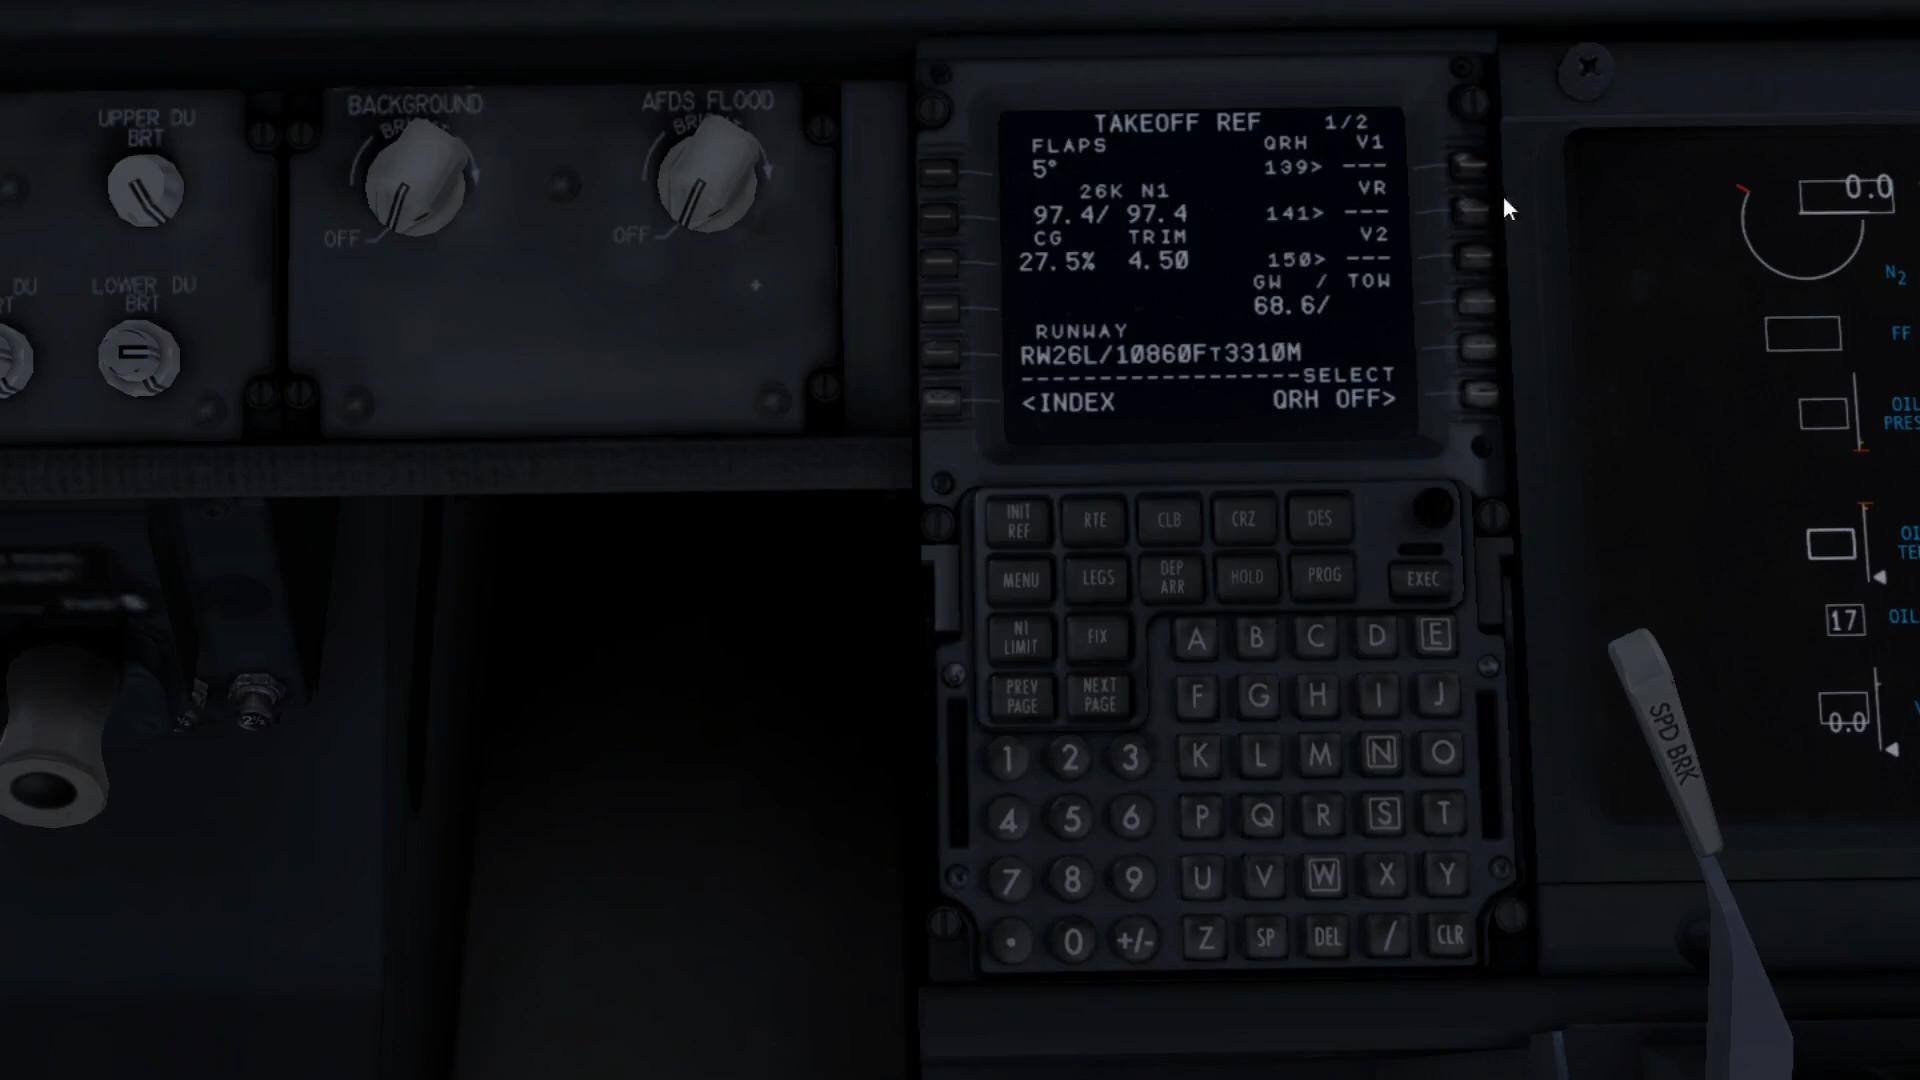 UPPER DU
BRT
BACKGROUND
OFF
AFDS FLOOD
OFF
DU
LOWER DU
BRT
TAKEOFF REF 1/2
FLAPS QRH V1
5° 139> ---
26K N1 VR
97.4/ 97.4 141> ---
CG TRIM V2
27.5% 4.50 150> ---
GW / TOW
68.6/
RUNWAY
RW26L/10860FT3310M
------------------SELECT
<INDEX QRH OFF>
INIT
REF
RTE
CLB
CRZ
DES
MENU
LEGS
DEP
ARR
HOLD
PROG
EXEC
N1
LIMIT
FIX
PREV
PAGE
NEXT
PAGE
A B C D E
F G H I J
1 2 3 K L M N O
4 5 6 P Q R S T
7 8 9 U V W X Y
. 0 +/- Z SP DEL / CLR
0.0
N2
FF
OIL
PRES
17
OIL
0.0
SPD BRK